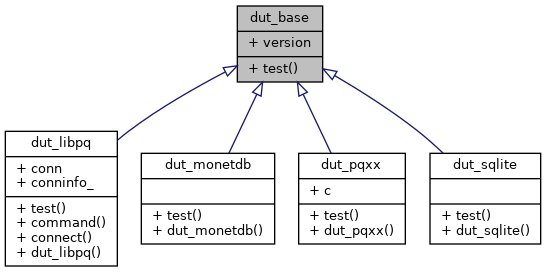 dut_base
+ version
+ test()
dut_libpq
+ conn
+ conninfo_
+ test()
+ command()
+ connect()
+ dut_libpq()
dut_monetdb
+ test()
+ dut_monetdb()
dut_pqxx
+ c
+ test()
+ dut_pqxx()
dut_sqlite
+ test()
+ dut_sqlite()